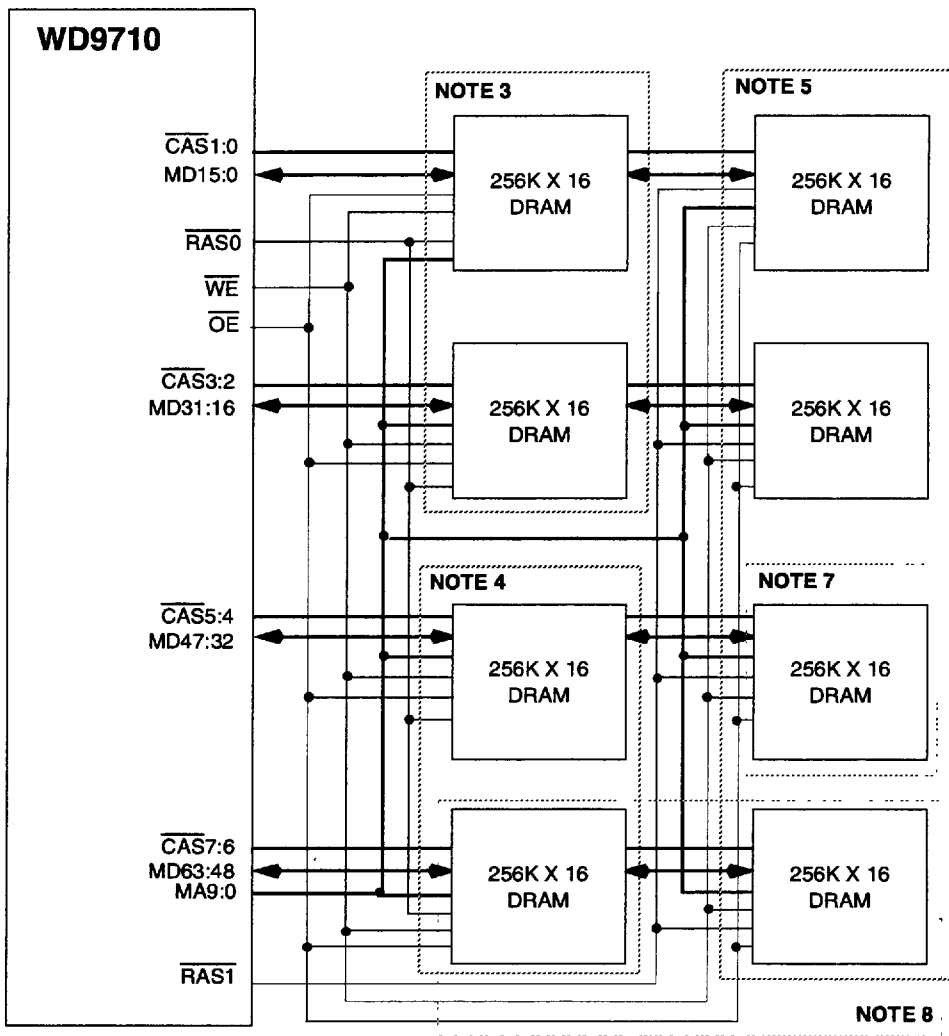 WD9710
NOTE 3
NOTE 5
CAS1:0
MD15:0
256K X 16
DRAM
256K X 16
DRAM
RAS0
WE
OE
CAS3:2
MD31:16
256K X 16
DRAM
256K X 16
DRAM
NOTE 4
NOTE 7
CAS5:4
MD47:32
256K X 16
DRAM
256K X 16
DRAM
CAS7:6
MD63:48
MA9:0
256K X 16
DRAM
256K X 16
DRAM
RAS1
NOTE 8